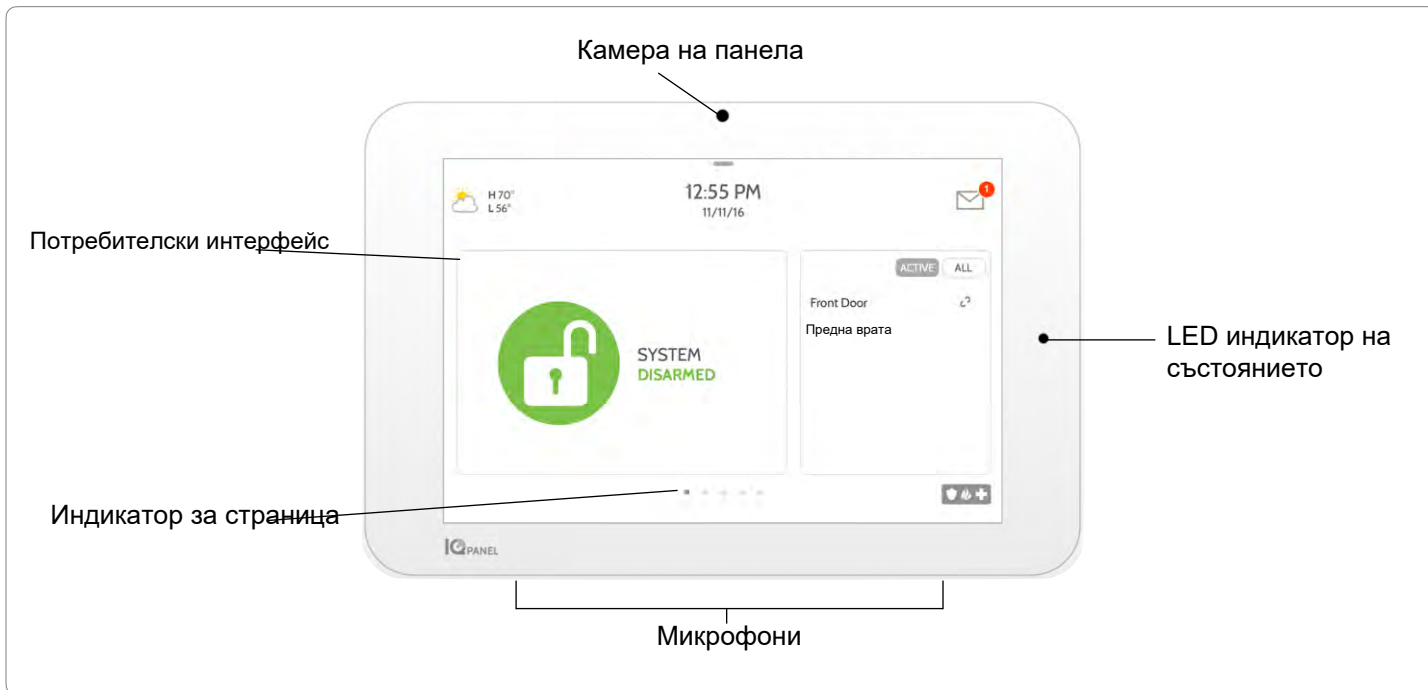 Камера на панела
H 70°
L 56°
12:55 PM
11/11/16
1
Потребителски интерфейс
ACTIVE
ALL
Front Door
Предна врата
SYSTEM
DISARMED
LED индикатор на
състоянието
Индикатор за страница
IQ PANEL
Микрофони